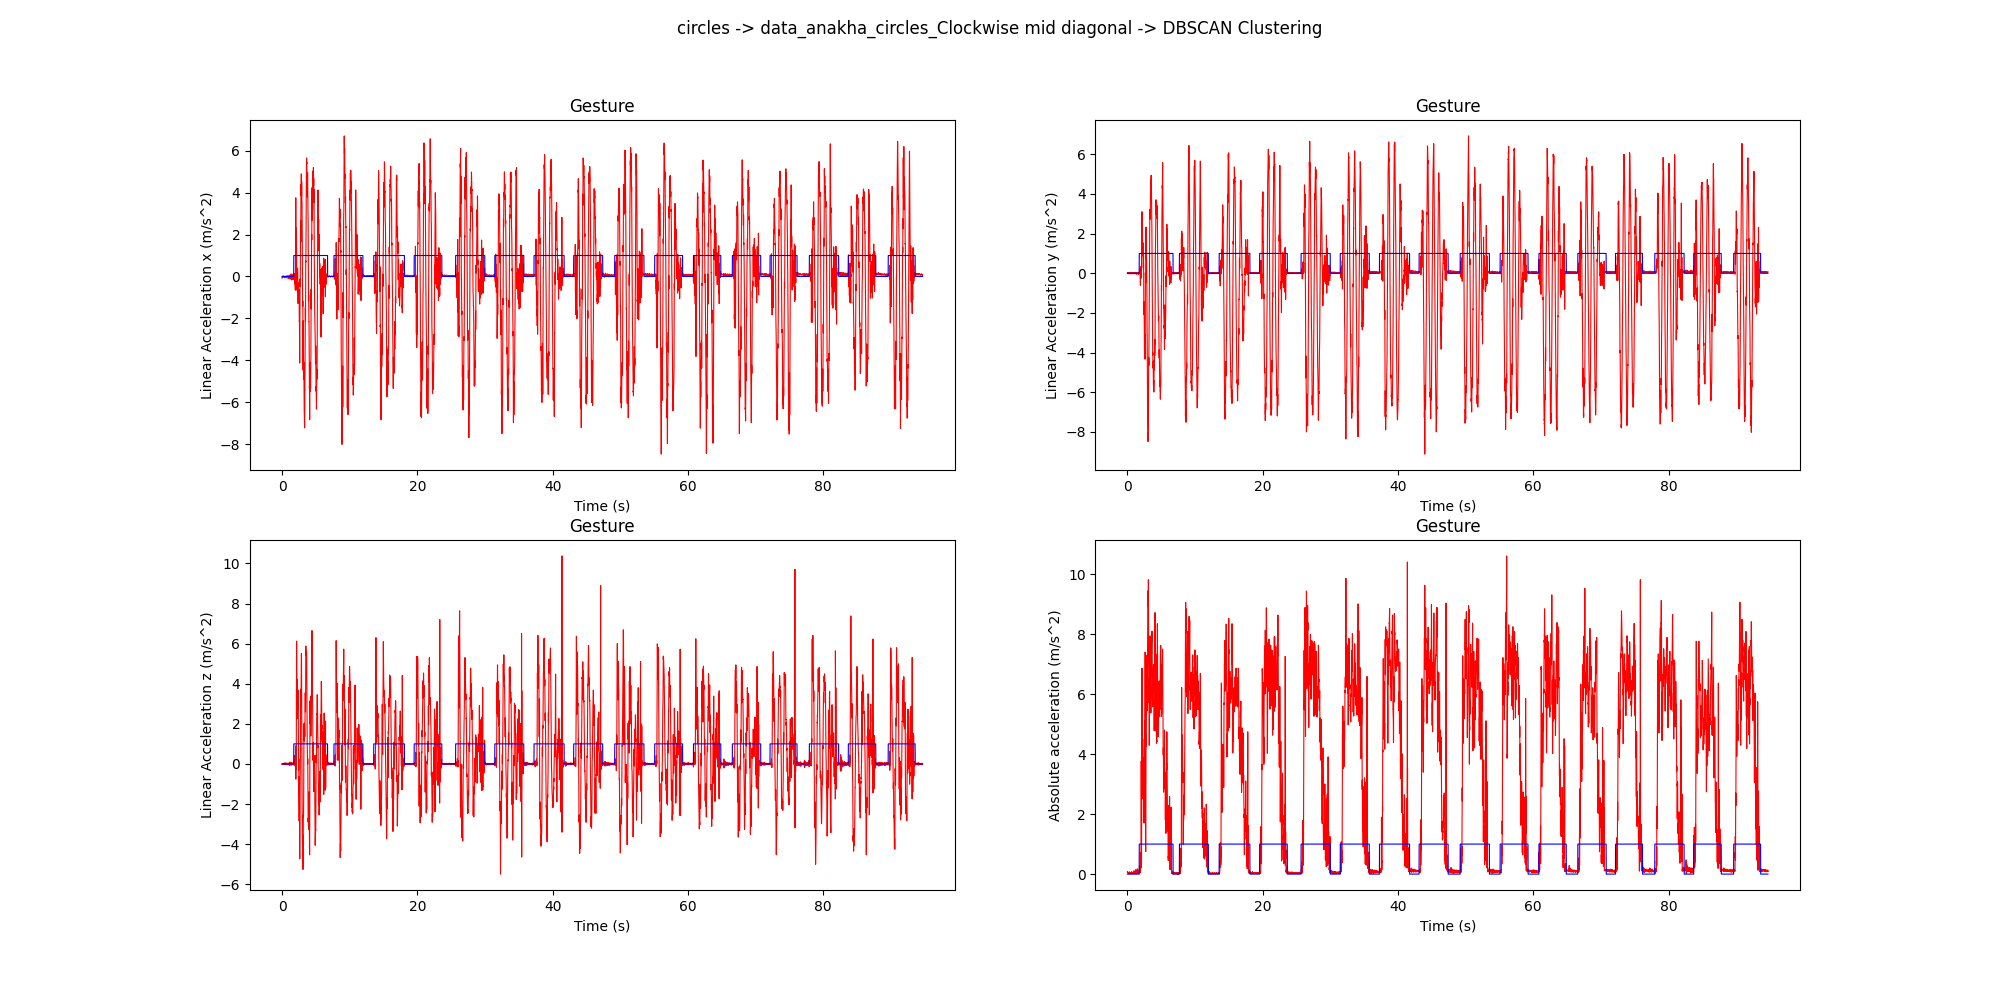 circles -> data_anakha_circles_Clockwise mid diagonal -> DBSCAN Clustering
Gesture
Linear Acceleration x (m/s^2)
6
4
2
0
−2
−4
−6
−8
0 20 40 60 80
Time (s)
Gesture
Linear Acceleration y (m/s^2)
6
4
2
0
−2
−4
−6
−8
0 20 40 60 80
Time (s)
Gesture
Linear Acceleration z (m/s^2)
10
8
6
4
2
0
−2
−4
−6
0 20 40 60 80
Time (s)
Gesture
Absolute acceleration (m/s^2)
10
8
6
4
2
0
0 20 40 60 80
Time (s)